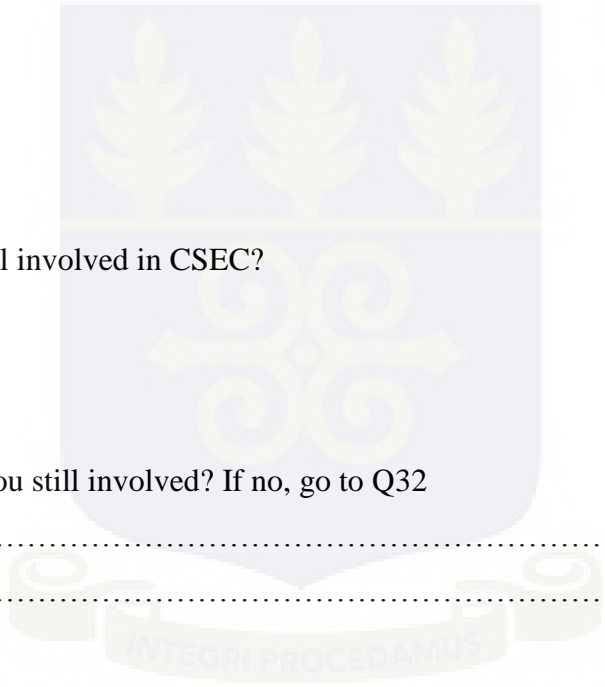 l involved in CSEC?
ou still involved? If no, go to Q32
………………………………………………………………
………………………………………………………………
INTEGRI PROCEDAMUS